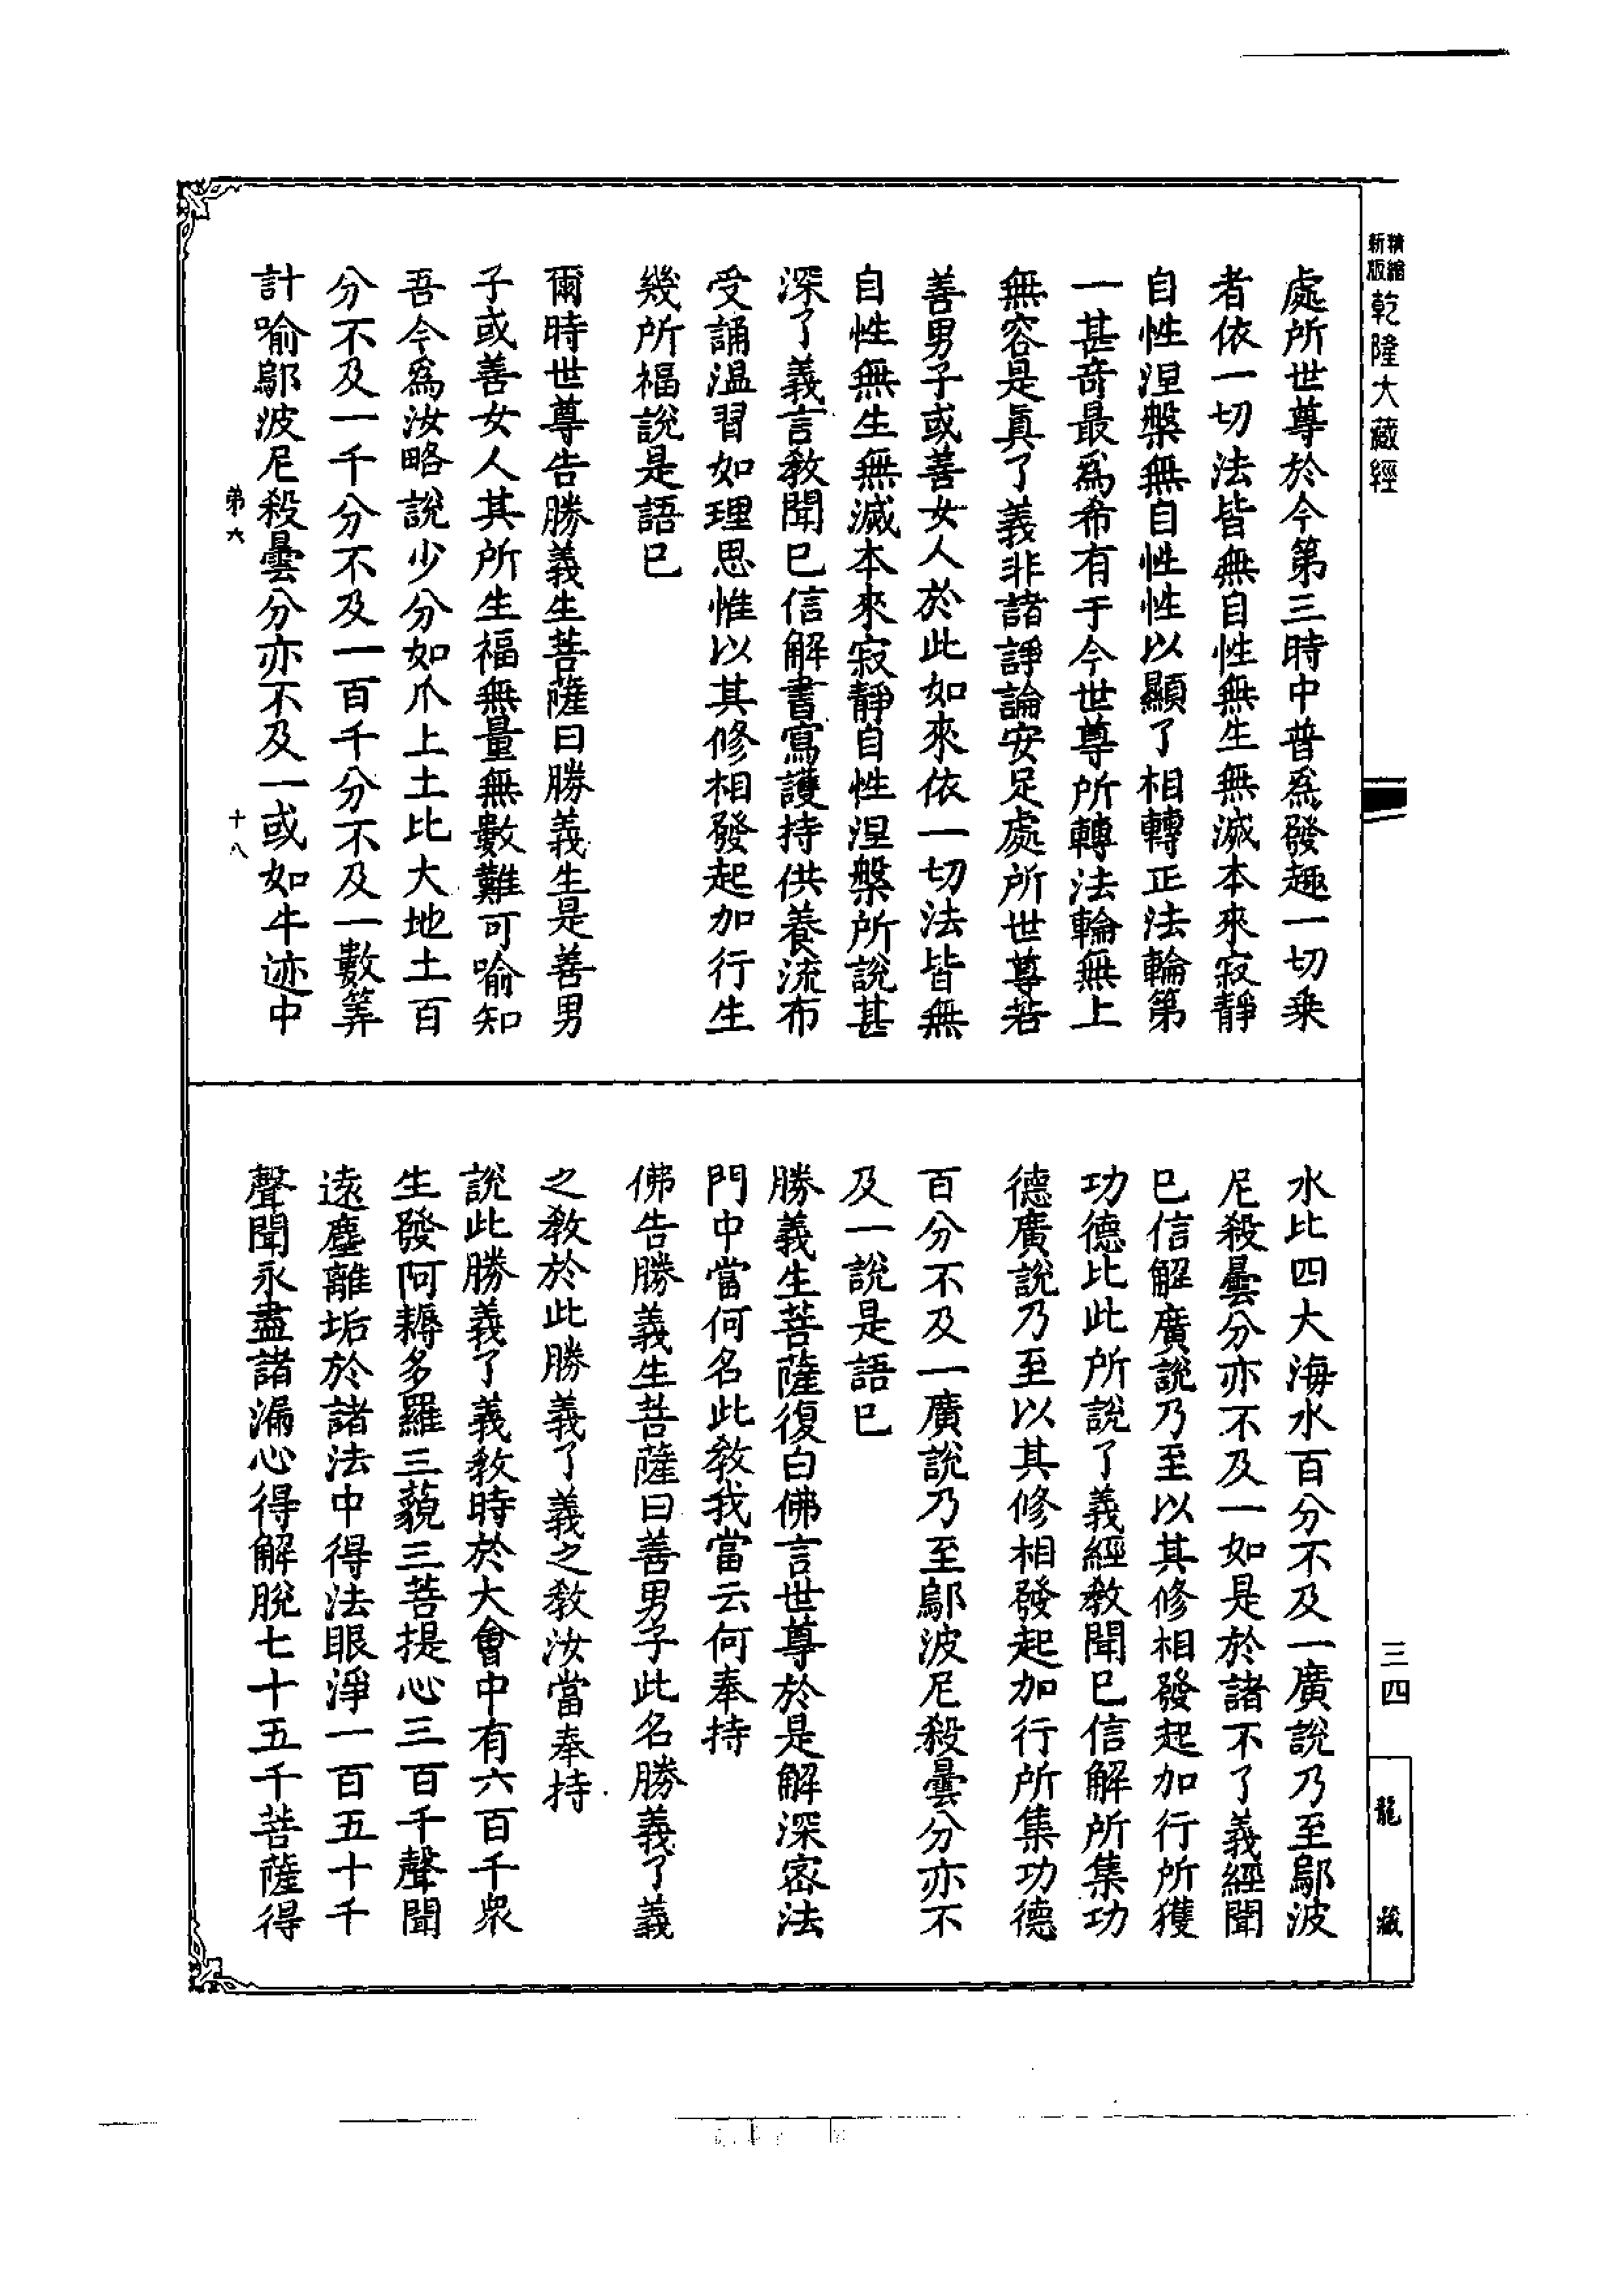 精縮
新版
乾隆大藏經
處所世尊於今第三時中普爲發趣一切乘
者依一切法皆無自性無生無滅本來寂靜
自性涅槃無自性性以顯了相轉正法輪第
一甚奇最爲希有于今世尊所轉法輪無上
無容是眞了義非諸諍論安足處所世尊若
善男子或善女人於此如來依一切法皆無
自性無生無滅本來寂靜自性涅槃所說甚
深了義言敎聞已信解書寫護持供養流布
受誦温習如理思惟以其修相發起加行生
幾所福說是語已
爾時世尊告勝義生菩薩曰勝義生是善男
子或善女人其所生福無量無數難可喻知
吾今爲汝略說少分如爪上土比大地土百
分不及一千分不及一百千分不及一數筭
計喻鄔波尼殺曇分亦不及一或如牛迹中
弟六
十八
水比四大海水百分不及一廣說乃至鄔波
尼殺曇分亦不及一如是於諸不了義經聞
已信解廣說乃至以其修相發起加行所獲
功德比此所說了義經敎聞已信解所集功
德廣說乃至以其修相發起加行所集功德
百分不及一廣說乃至鄔波尼殺曇分亦不
及一說是語已
勝義生菩薩復白佛言世尊於是解深密法
門中當何名此敎我當云何奉持
佛告勝義生菩薩曰善男子此名勝義了義
之敎於此勝義了義之敎汝當奉持
說此勝義了義敎時於大會中有六百千衆
生發阿耨多羅三藐三菩提心三百千聲聞
遠塵離垢於諸法中得法眼淨一百五十千
聲聞永盡諸漏心得解脫七十五千菩薩得
三四
龍藏